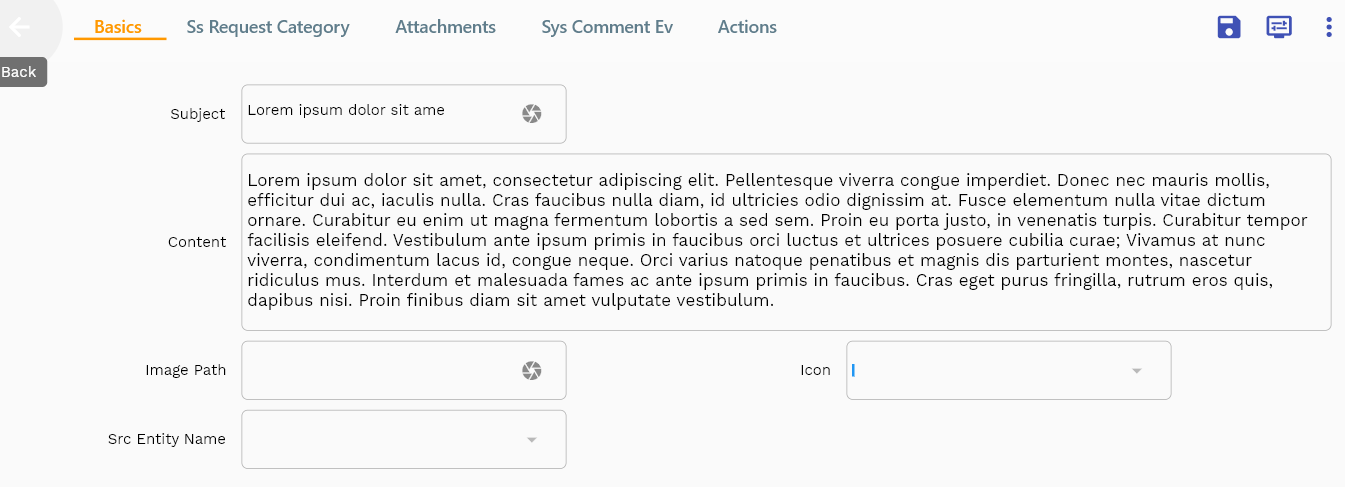 Basics Ss Request Category Attachments Sys Comment Ev Actions
Back
Subject Lorem ipsum dolor sit ame
Content
Lorem ipsum dolor sit amet, consectetur adipiscing elit. Pellentesque viverra congue imperdiet. Donec nec mauris mollis,
efficitur dui ac, iaculis nulla. Cras faucibus nulla diam, id ultricies odio dignissim at. Fusce elementum nulla vitae dictum
ornare. Curabitur eu enim ut magna fermentum lobortis a sed sem. Proin eu porta justo, in venenatis turpis. Curabitur tempor
facilisis eleifend. Vestibulum ante ipsum primis in faucibus orci luctus et ultrices posuere cubilia curae; Vivamus at nunc
viverra, condimentum lacus id, congue neque. Orci varius natoque penatibus et magnis dis parturient montes, nascetur
ridiculus mus. Interdum et malesuada fames ac ante ipsum primis in faucibus. Cras eget purus fringilla, rutrum eros quis,
dapibus nisi. Proin finibus diam sit amet vulputate vestibulum.
Image Path Icon
Src Entity Name